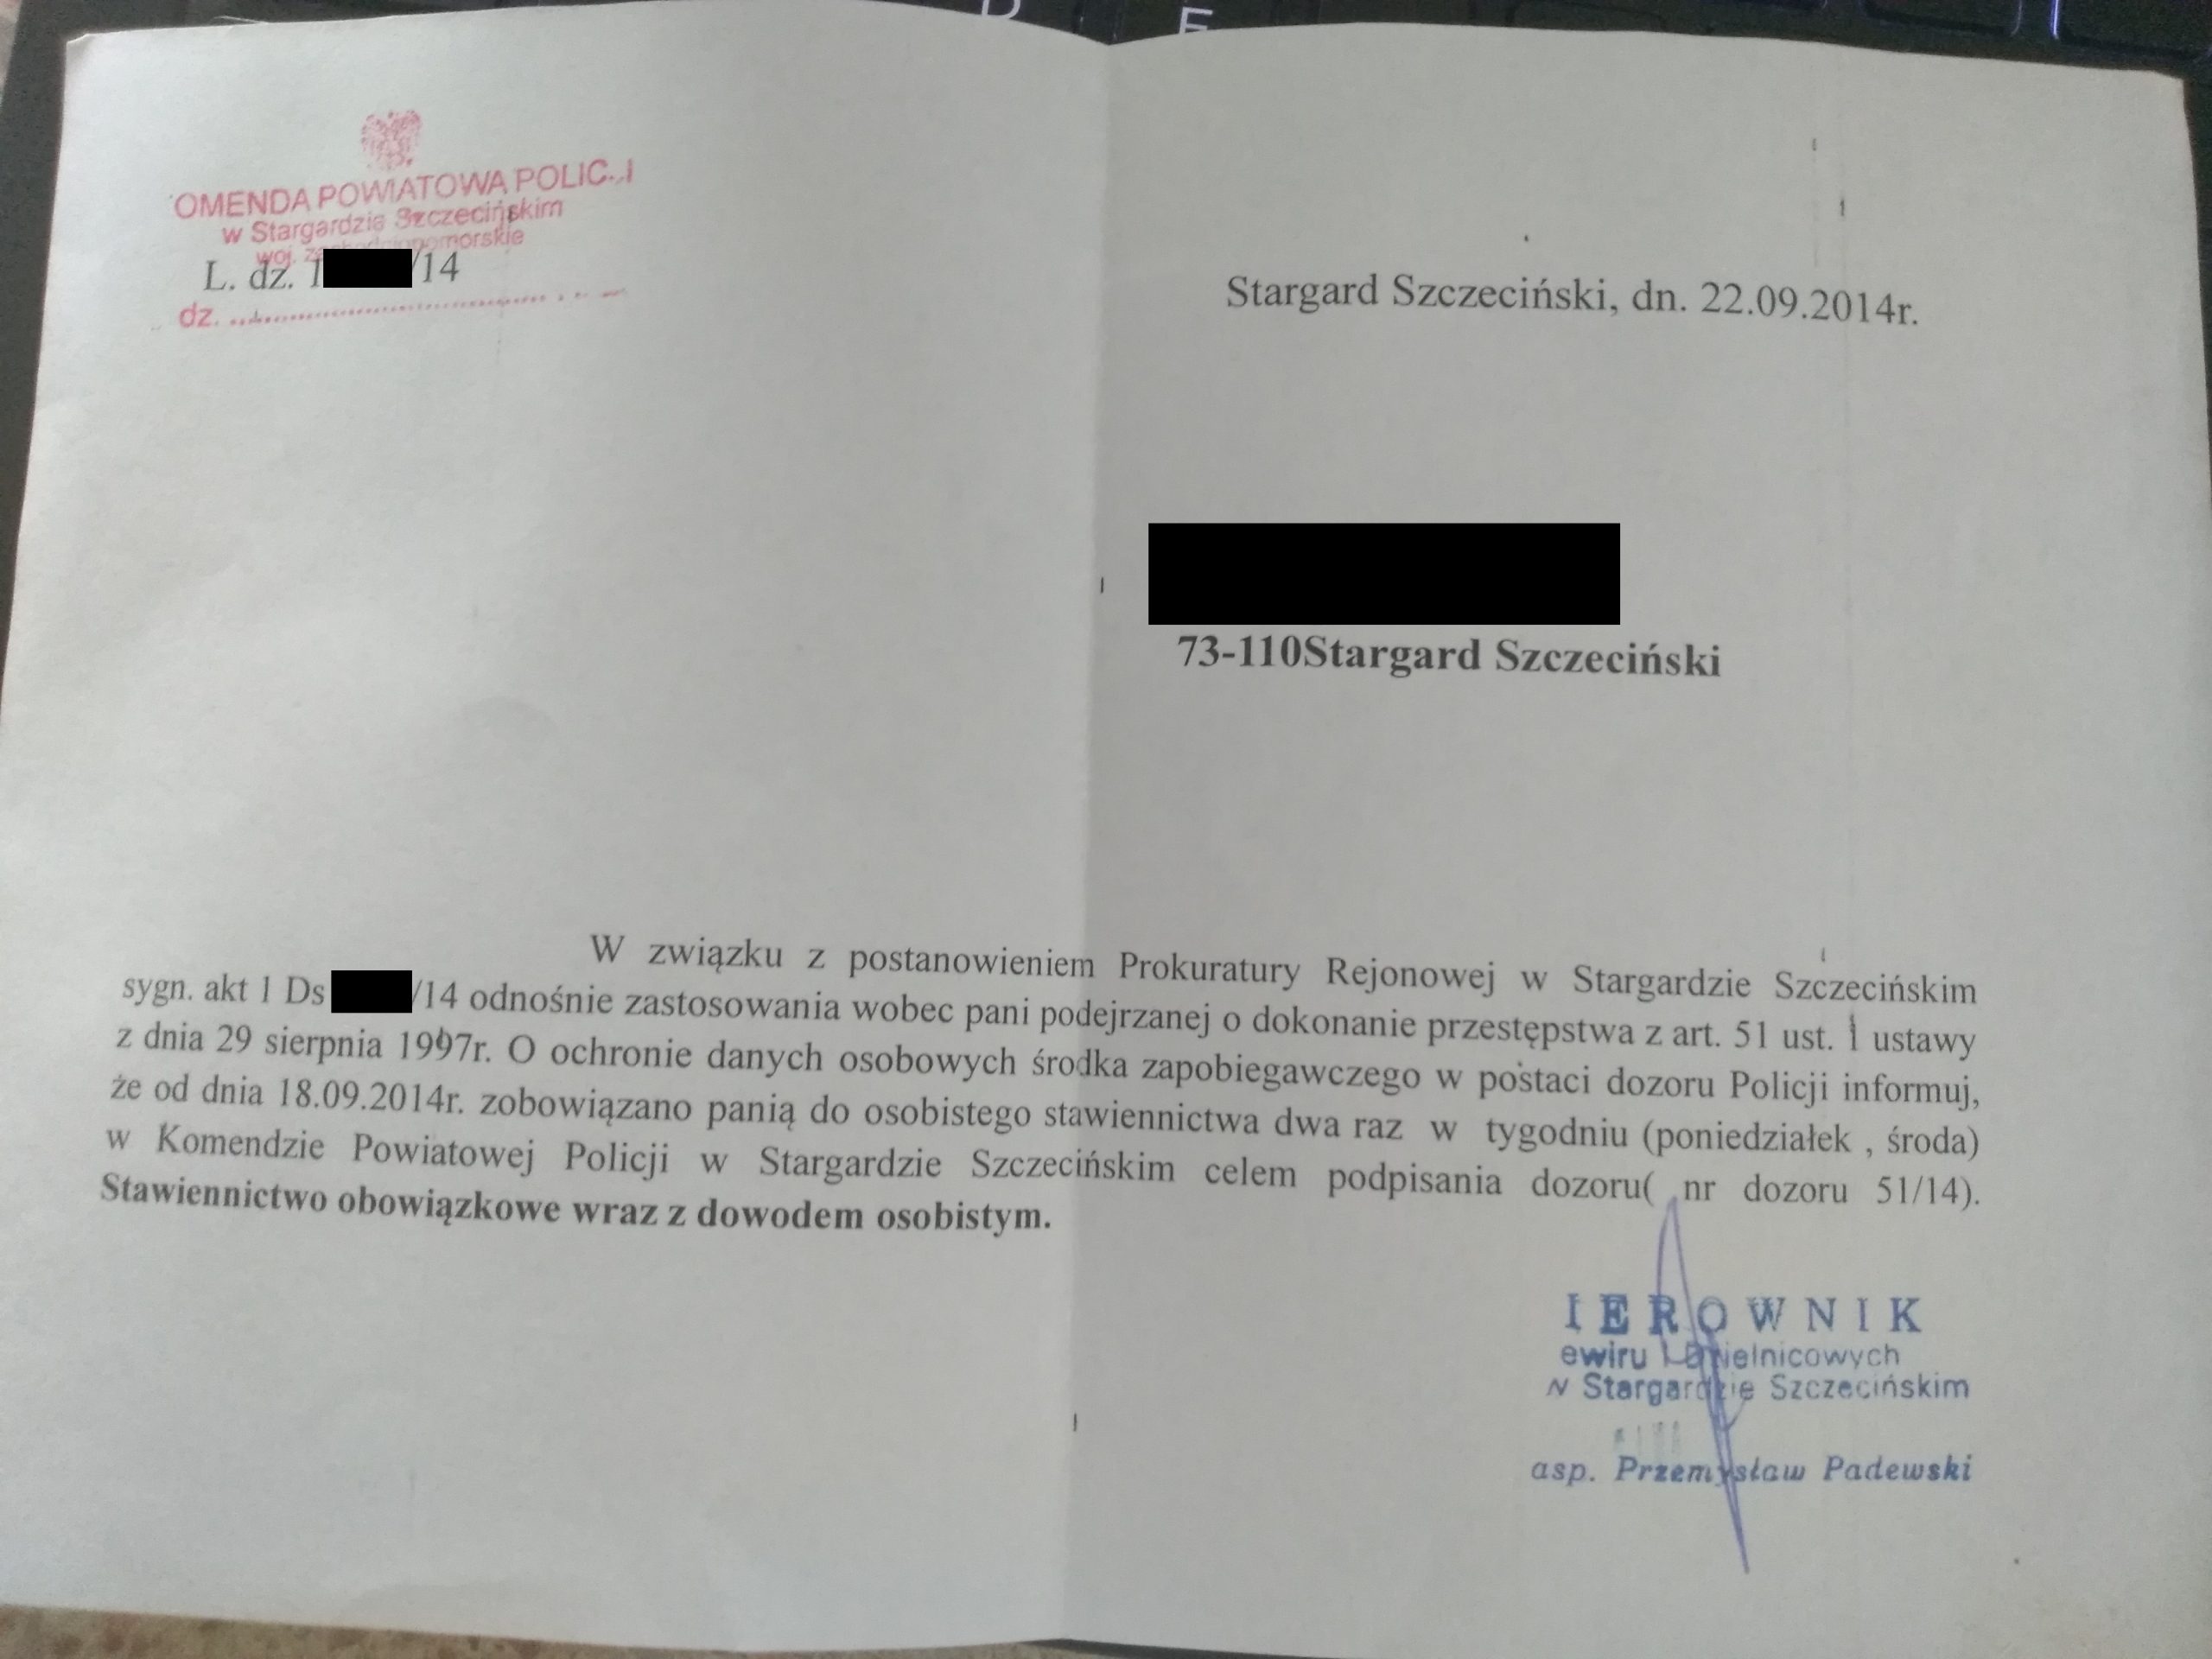 OMENDA POWIATOWA POLIC
w Stargardzie Szczecińskim
woj. zachodniopomorskie
L. dz. 1 /14
dz.
Stargard Szczeciński, dn. 22.09.2014r.
73-110Stargard Szczeciński
W związku z postanowieniem Prokuratury Rejonowej w Stargardzie Szczecińskim
sygn. akt 1 Ds /14 odnośnie zastosowania wobec pani podejrzanej o dokonanie przestępstwa z art. 51 ust. 1 ustawy
z dnia 29 sierpnia 1997r. O ochronie danych osobowych środka zapobiegawczego w postaci dozoru Policji informuj,
że od dnia 18.09.2014r. zobowiązano panią do osobistego stawiennictwa dwa raz w tygodniu (poniedziałek , środa)
w Komendzie Powiatowej Policji w Stargardzie Szczecińskim celem podpisania dozoru( nr dozoru 51/14).
Stawiennictwo obowiązkowe wraz z dowodem osobistym.
IEROWNIK
ewiru I Dzielnicowych
w Stargardzie Szczecińskim
asp. Przemysław Padewski